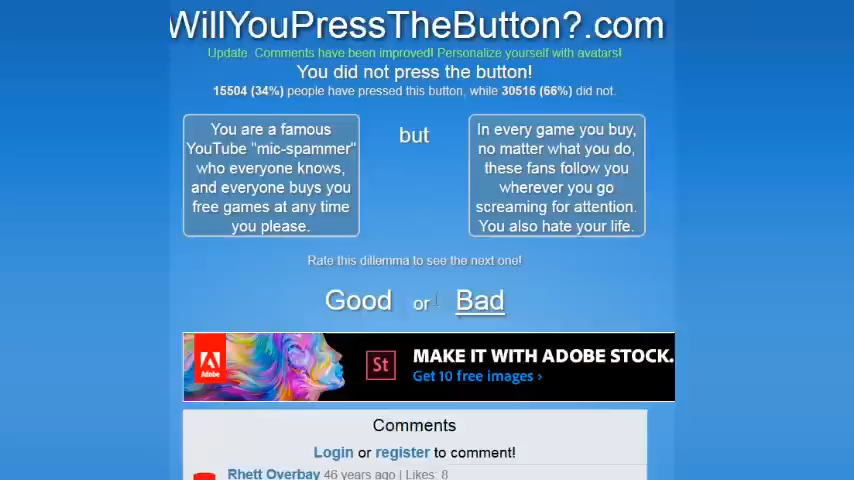 WillYouPressTheButton?.com
Update. Comments have been improved! Personalize yourself with avatars!
You did not press the button!
15504 (34%) people have pressed this button, while 30516 (66%) did not.
You are a famous
YouTube "mic-spammer"
who everyone knows,
and everyone buys you
free games at any time
you please.
but
In every game you buy,
no matter what you do,
these fans follow you
wherever you go
screaming for attention.
You also hate your life.
Rate this dillemma to see the next one!
Good or Bad
Adobe
St
MAKE IT WITH ADOBE STOCK.
Get 10 free images ›
Comments
Login or register to comment!
Rhett Overbay 46 years ago | Likes: 8